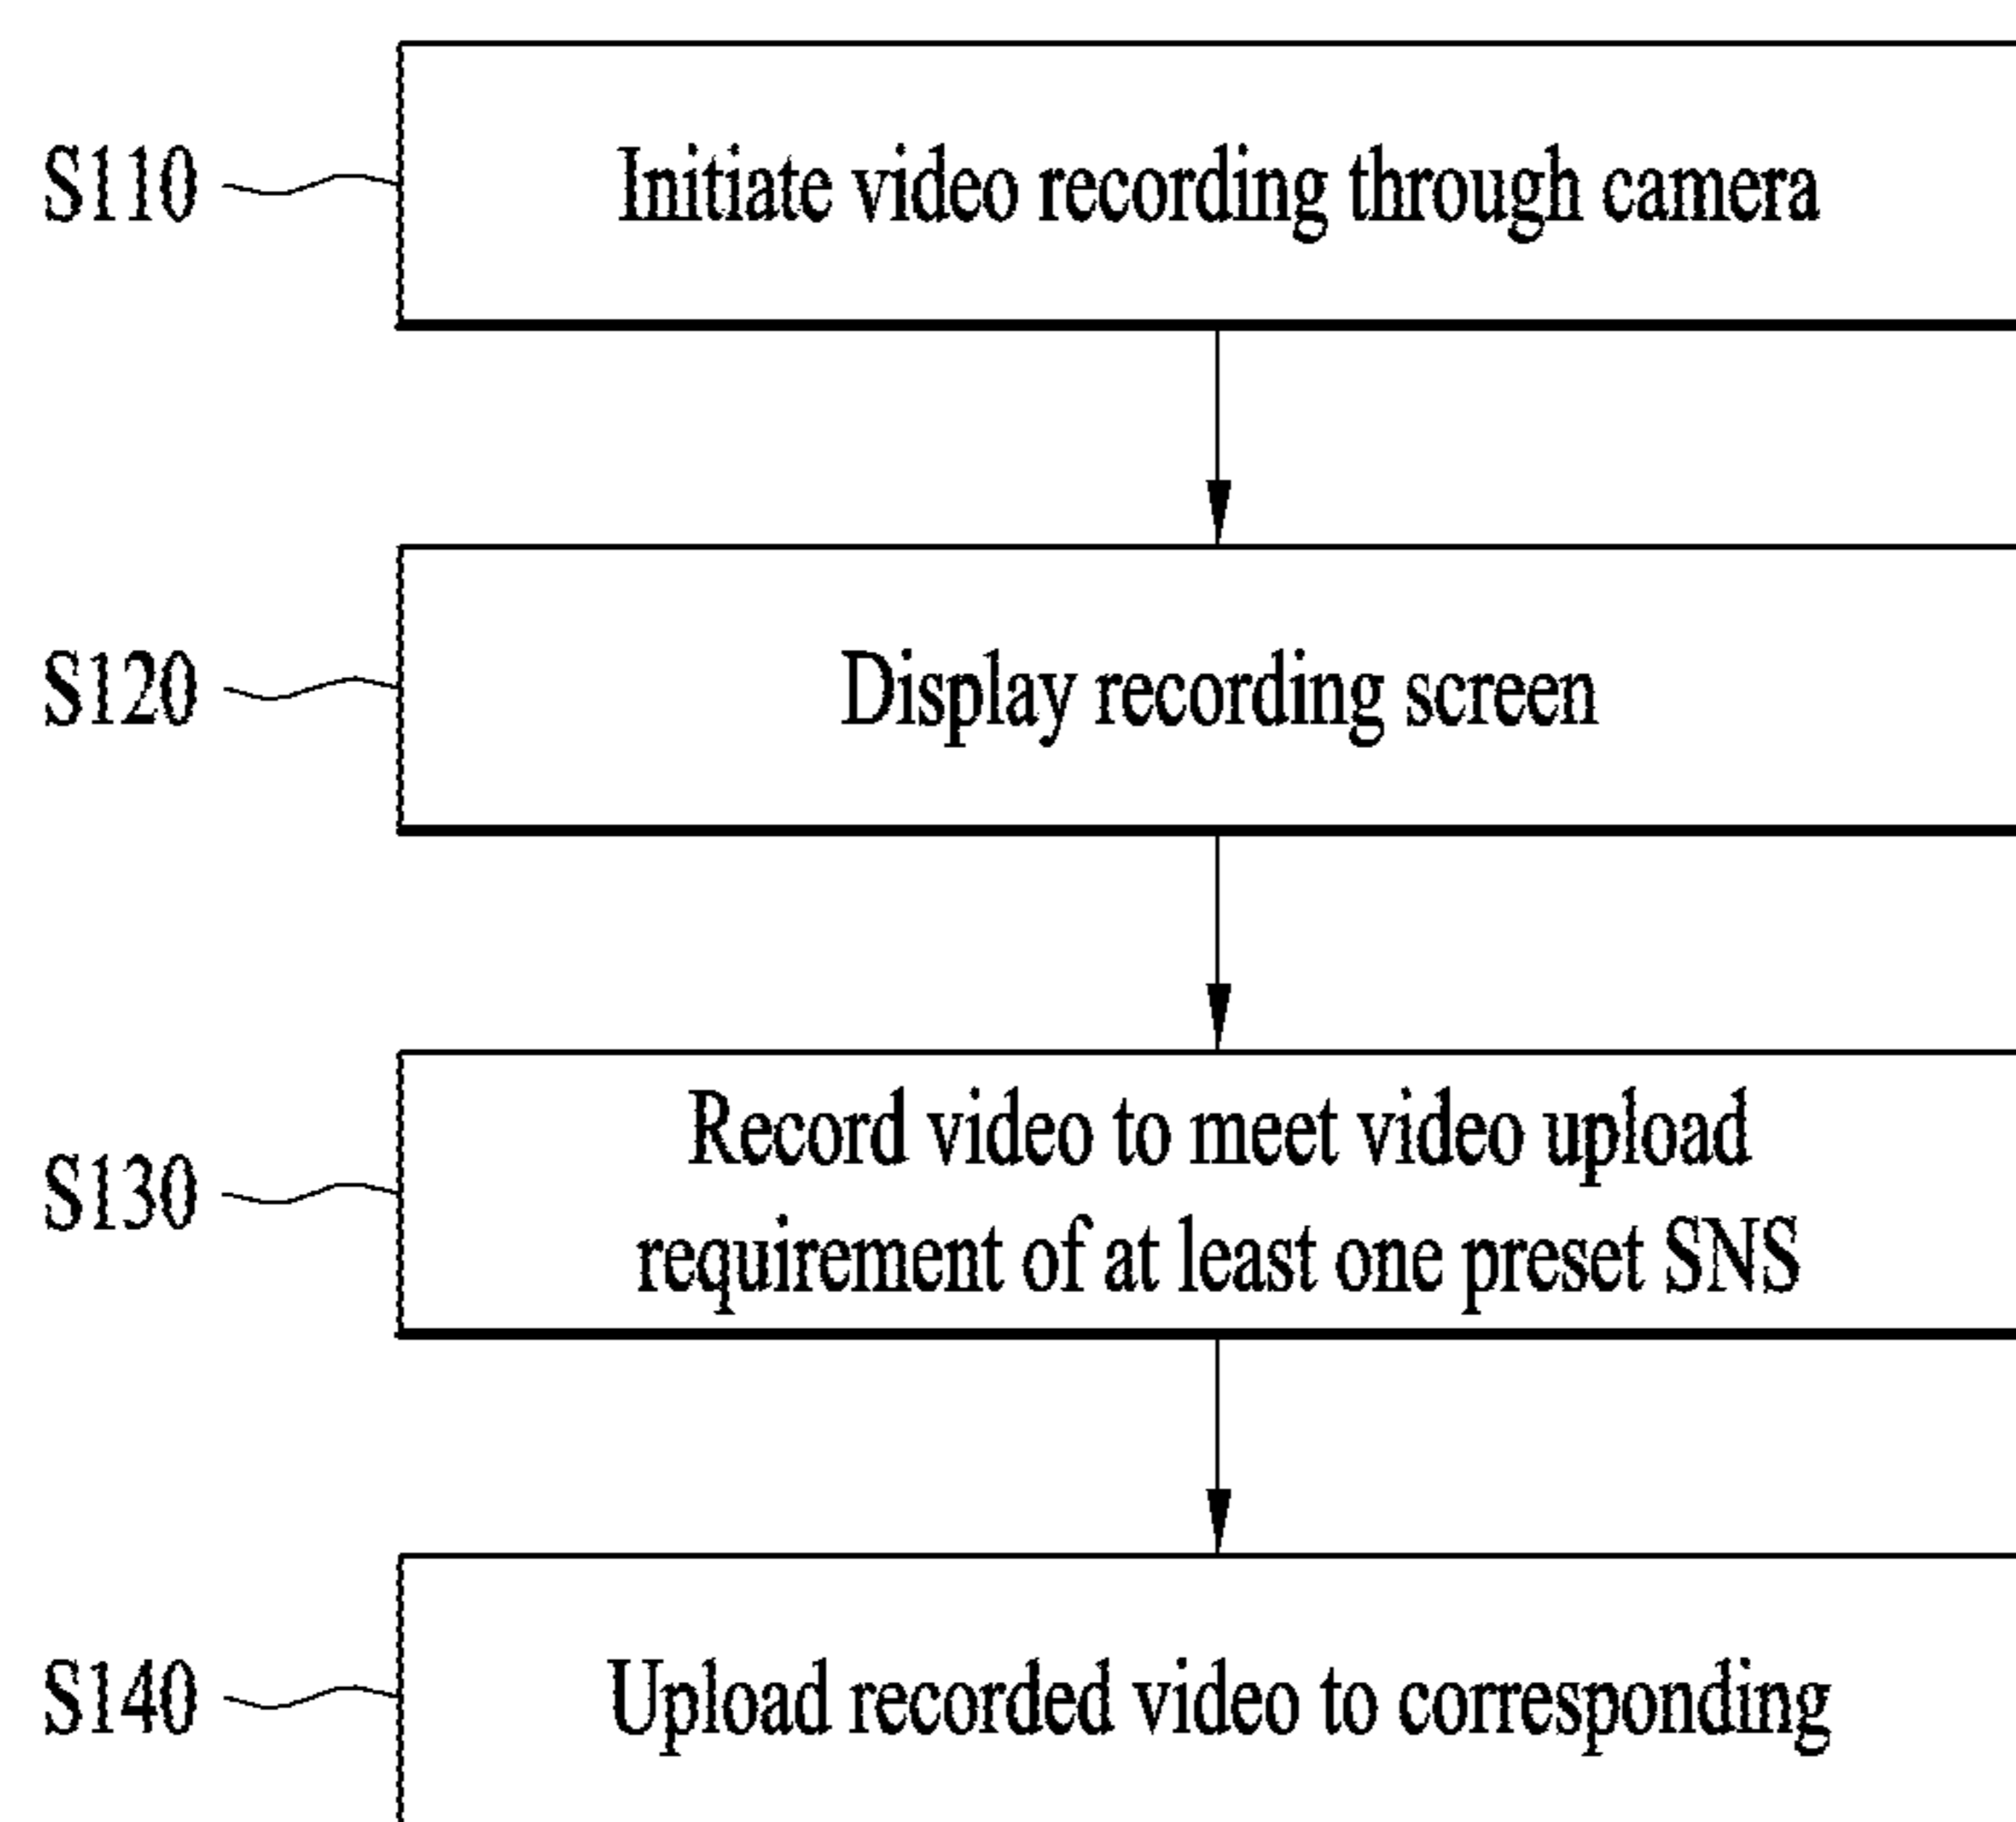 S110
Initiate video recording through camera
S120
Display recording screen
S130
Record video to meet video upload
requirement of at least one preset SNS
S140
Upload recorded video to corresponding